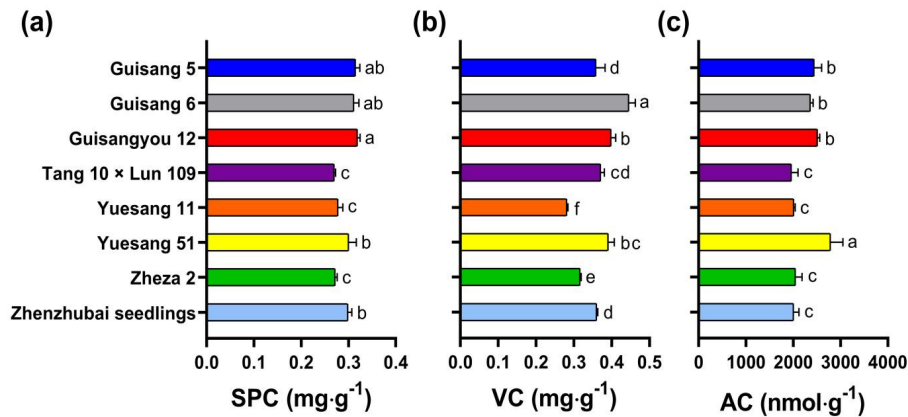 (a) (b) (c)
Guisang 5 ab d b
Guisang 6 ab a b
Guisangyou 12 a b b
Tang 10 × Lun 109 c cd c
Yuesang 11 c f c
Yuesang 51 b bc a
Zheza 2 c e c
Zhenzhubai seedlings b d c
0.0 0.1 0.2 0.3 0.4 0.0 0.1 0.2 0.3 0.4 0.5 0 1000 2000 3000 4000
SPC (mg·g⁻¹) VC (mg·g⁻¹) AC (nmol·g⁻¹)